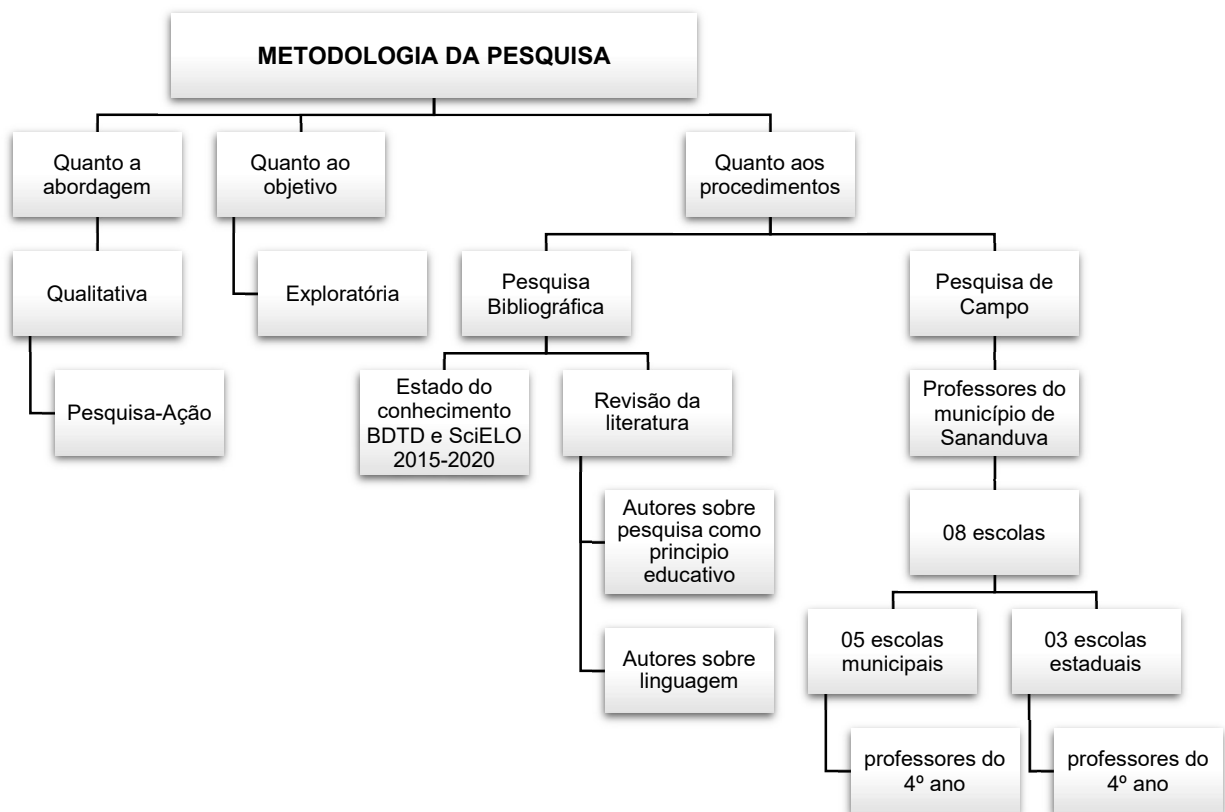 METODOLOGIA DA PESQUISA
Quanto a
abordagem
Quanto ao
objetivo
Quanto aos
procedimentos
Qualitativa
Exploratória
Pesquisa
Bibliográfica
Pesquisa de
Campo
Pesquisa-Ação
Estado do
conhecimento
BDTD e SciELO
2015-2020
Revisão da
literatura
Professores do
município de
Sananduva
Autores sobre
pesquisa como
principio
educativo
08 escolas
Autores sobre
linguagem
05 escolas
municipais
03 escolas
estaduais
professores do
4º ano
professores do
4º ano